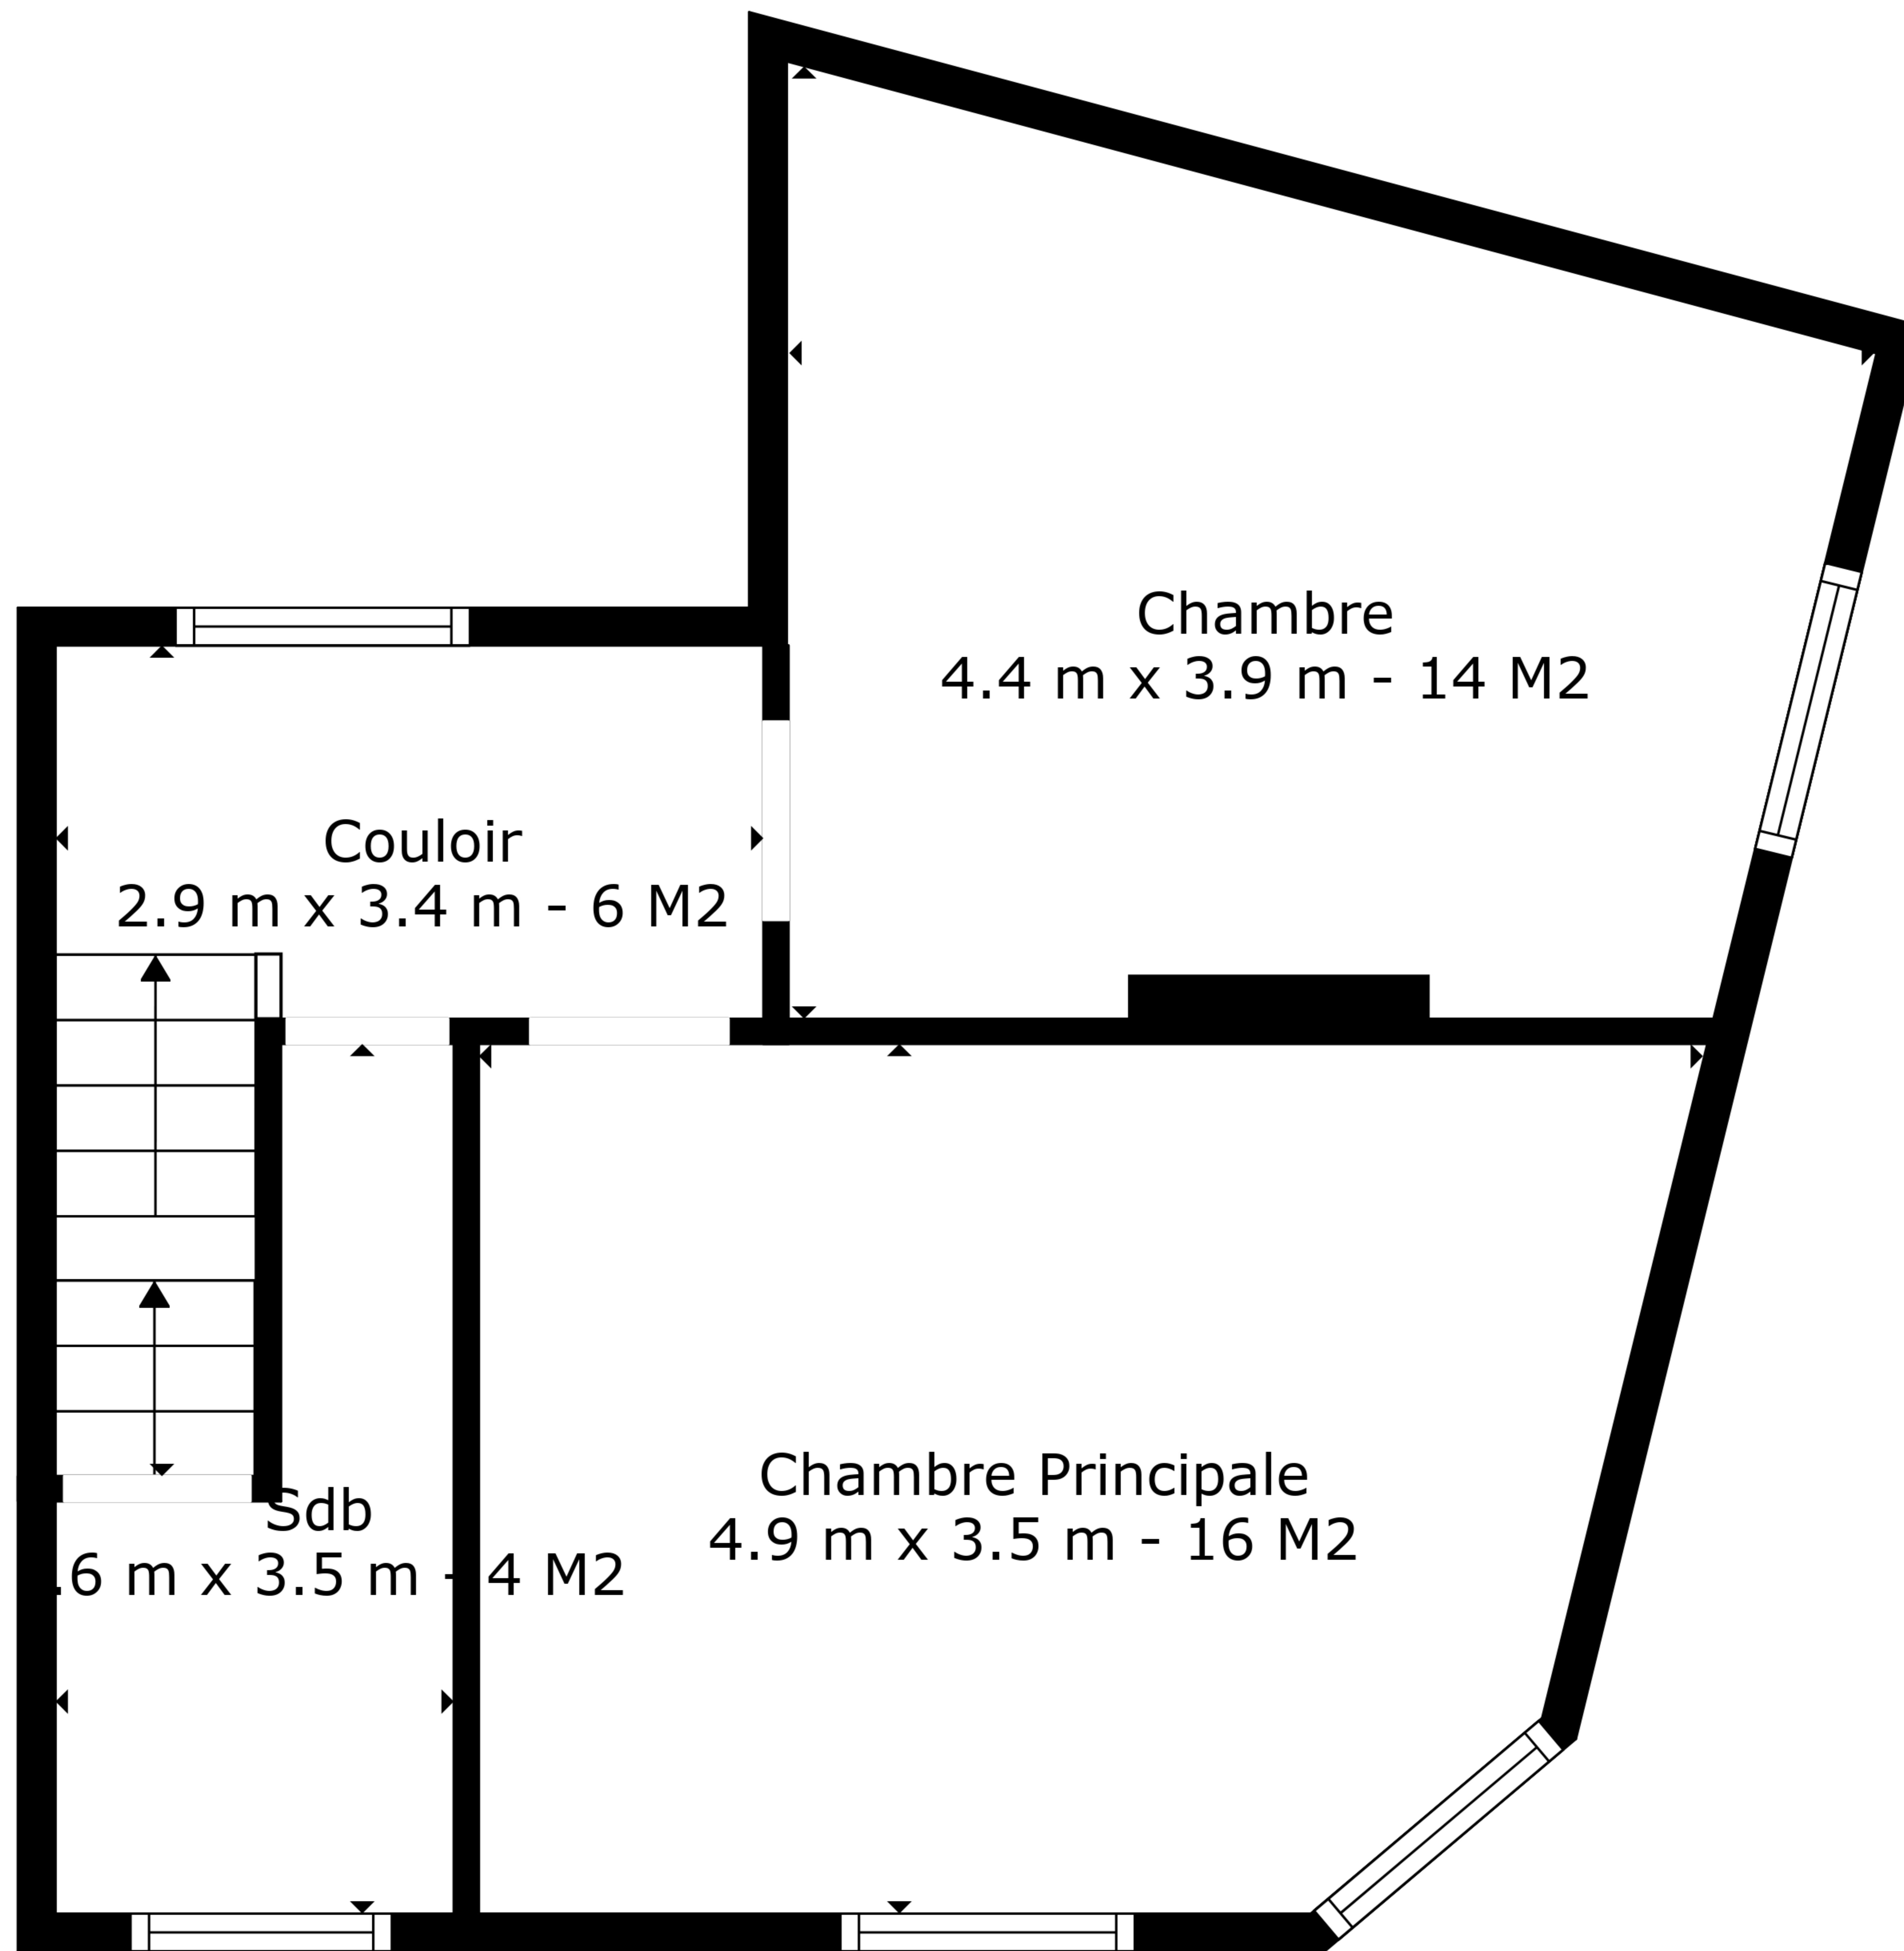 Chambre
4.4 m x 3.9 m - 14 M2
Couloir
2.9 m x 3.4 m - 6 M2
Chambre Principale
4.9 m x 3.5 m - 16 M2
Sdb
.6 m x 3.5 m - 4 M2